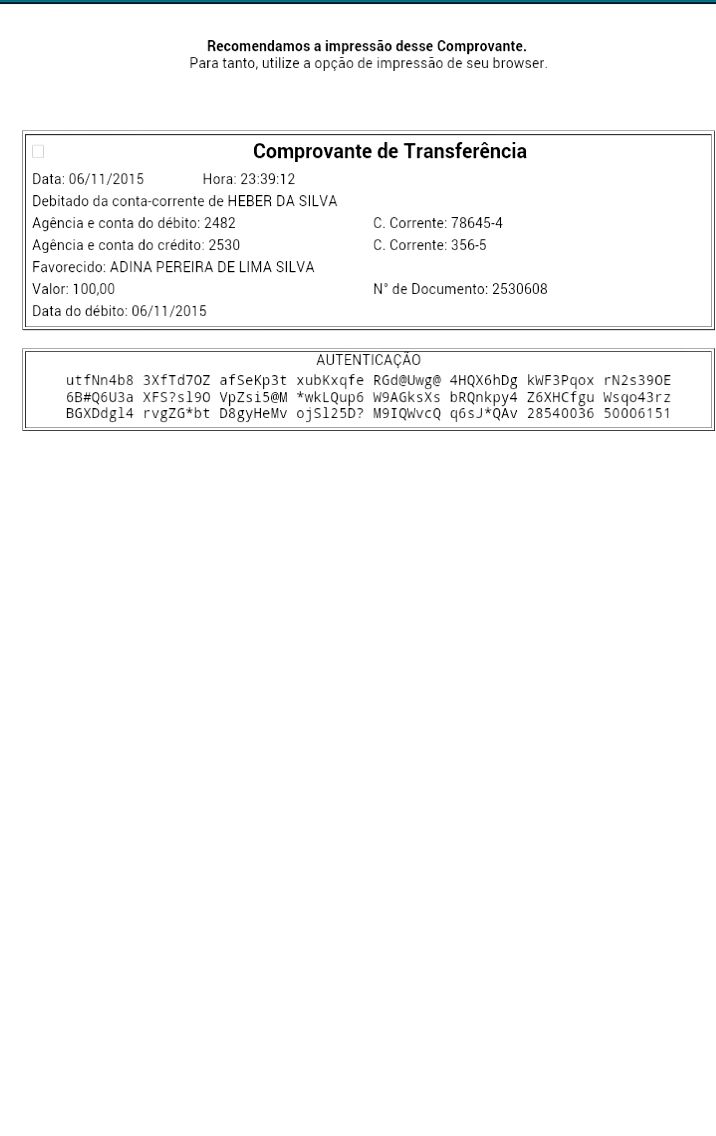 Recomendamos a impressão desse Comprovante.
Para tanto, utilize a opção de impressão de seu browser.
Comprovante de Transferência
Data: 06/11/2015 Hora: 23:39:12
Debitado da conta-corrente de HEBER DA SILVA
Agência e conta do débito: 2482 C. Corrente: 78645-4
Agência e conta do crédito: 2530 C. Corrente: 356-5
Favorecido: ADINA PEREIRA DE LIMA SILVA
Valor: 100,00 N° de Documento: 2530608
Data do débito: 06/11/2015
AUTENTICAÇÃO
utfNn4b8 3XfTd7OZ afSeKp3t xubKxqfe RGd@Uwg@ 4HQX6hDg kWF3Pqox rN2s39OE
6B#Q6U3a XFS?sl9O VpZsi5@M *wkLQup6 W9AGksXs bRQnkpy4 Z6XHCfgu Wsqo43rz
BGXDdgl4 rvgZG*bt D8gyHeMv ojSl25D? M9IQWvcQ q6sJ*QAv 28540036 50006151